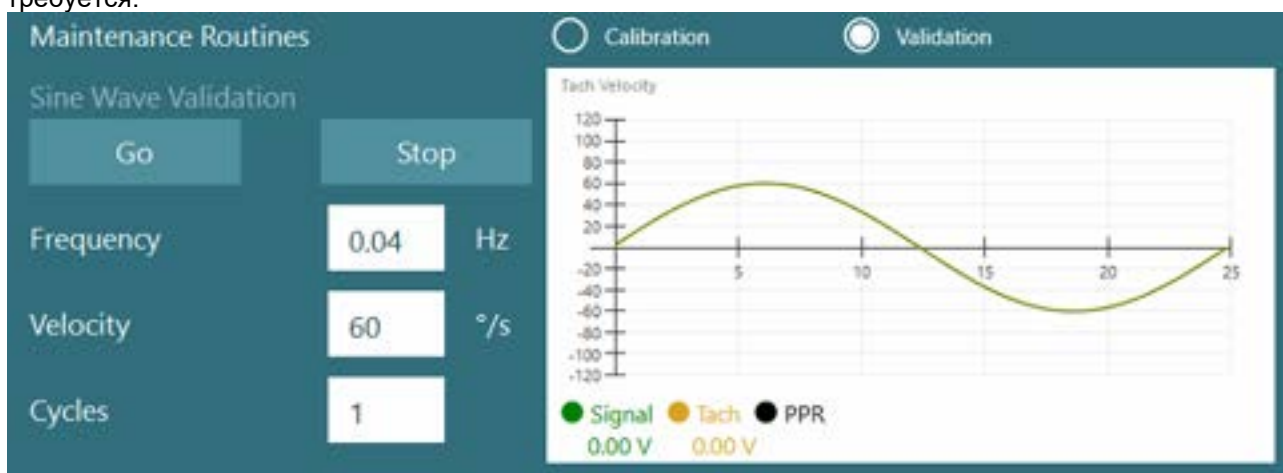 требуется.
Maintenance Routines
Calibration
Validation
Sine Wave Validation
Go
Stop
Frequency
0.04
Hz
Velocity
60
°/s
Cycles
1
Tach Velocity
120
100
80
60
40
20
-20
-40
-60
-80
-100
-120
5
10
15
20
25
Signal
Tach
PPR
0.00 V
0.00 V